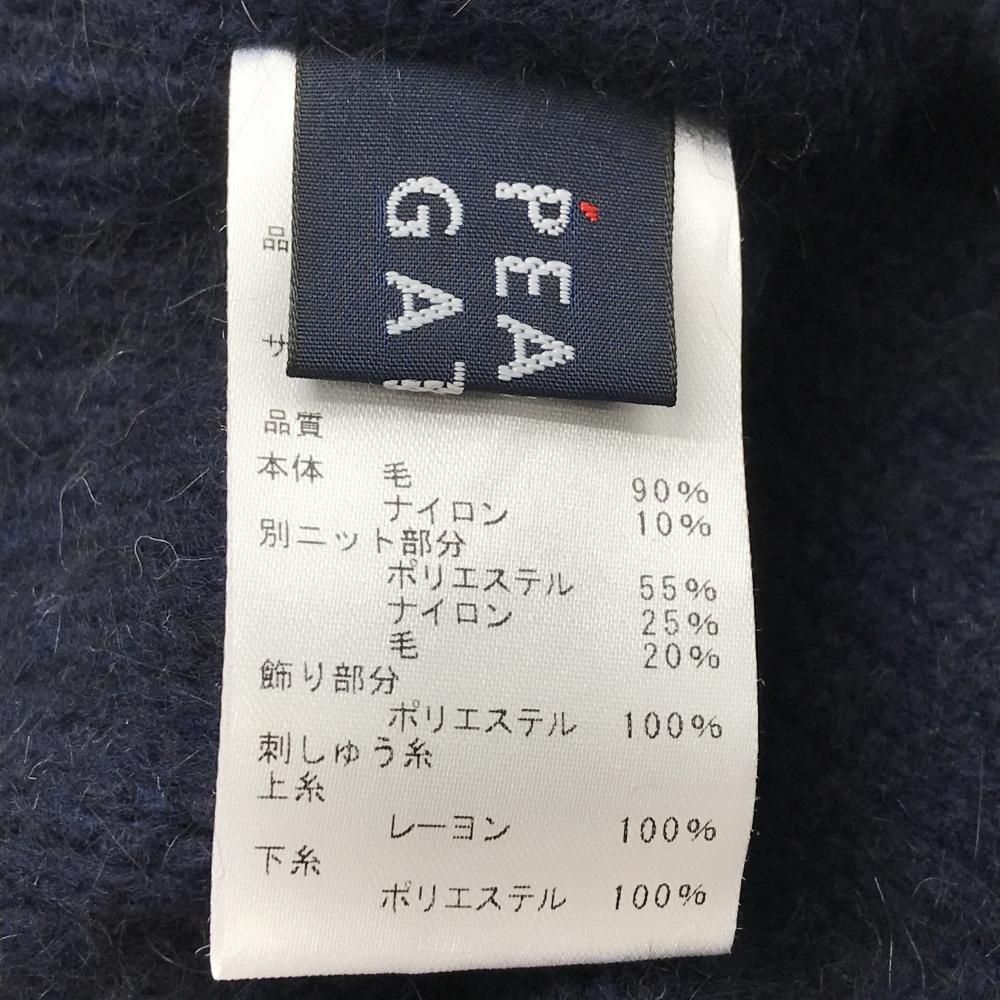 PEA
GA
品
サ
品質
本体 毛 90%
ナイロン 10%
別ニット部分
ポリエステル 55%
ナイロン 25%
毛 20%
飾り部分
ポリエステル 100%
刺しゅう糸
上糸
レーヨン 100%
下糸
ポリエステル 100%